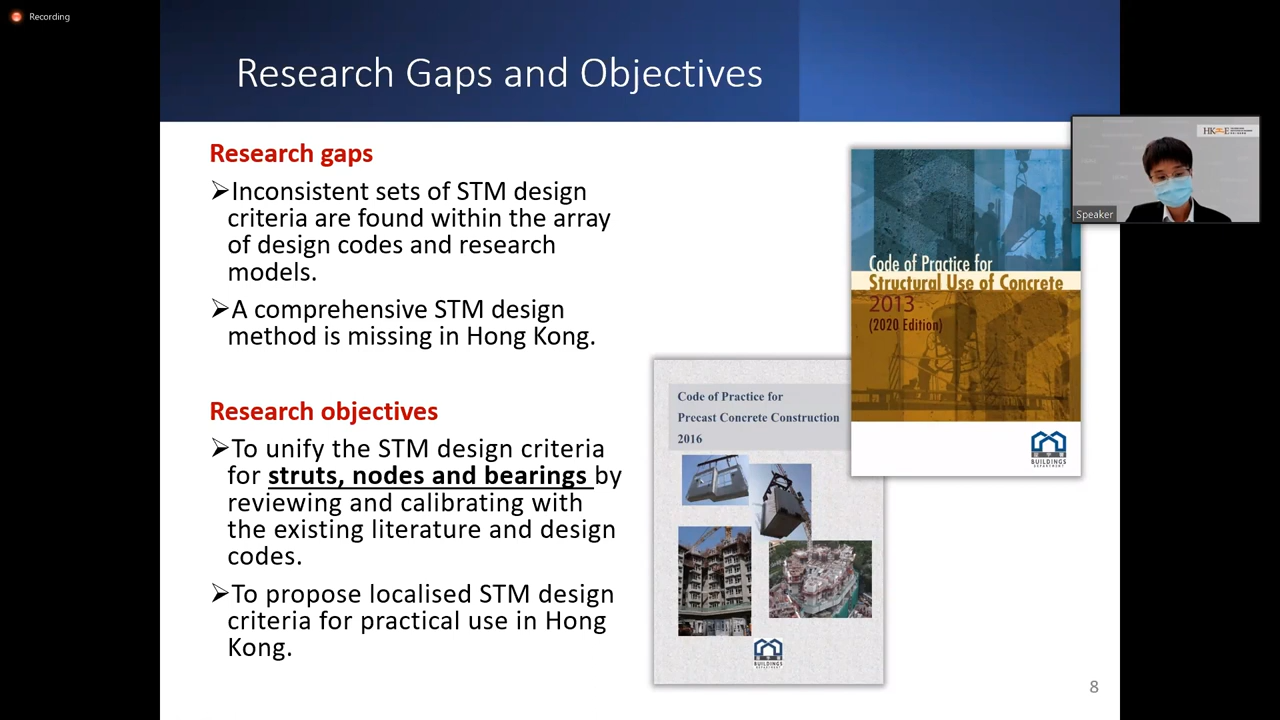 Recording
Research Gaps and Objectives
Research gaps
➢Inconsistent sets of STM design
criteria are found within the array
of design codes and research
models.
➢A comprehensive STM design
method is missing in Hong Kong.
Research objectives
➢To unify the STM design criteria
for struts, nodes and bearings by
reviewing and calibrating with
the existing literature and design
codes.
➢To propose localised STM design
criteria for practical use in Hong
Kong.
Code of Practice for
Precast Concrete Construction
2016
BUILDINGS
DEPARTMENT
Code of Practice for
Structural Use of Concrete
2013
(2020 Edition)
BUILDINGS
DEPARTMENT
Speaker
8